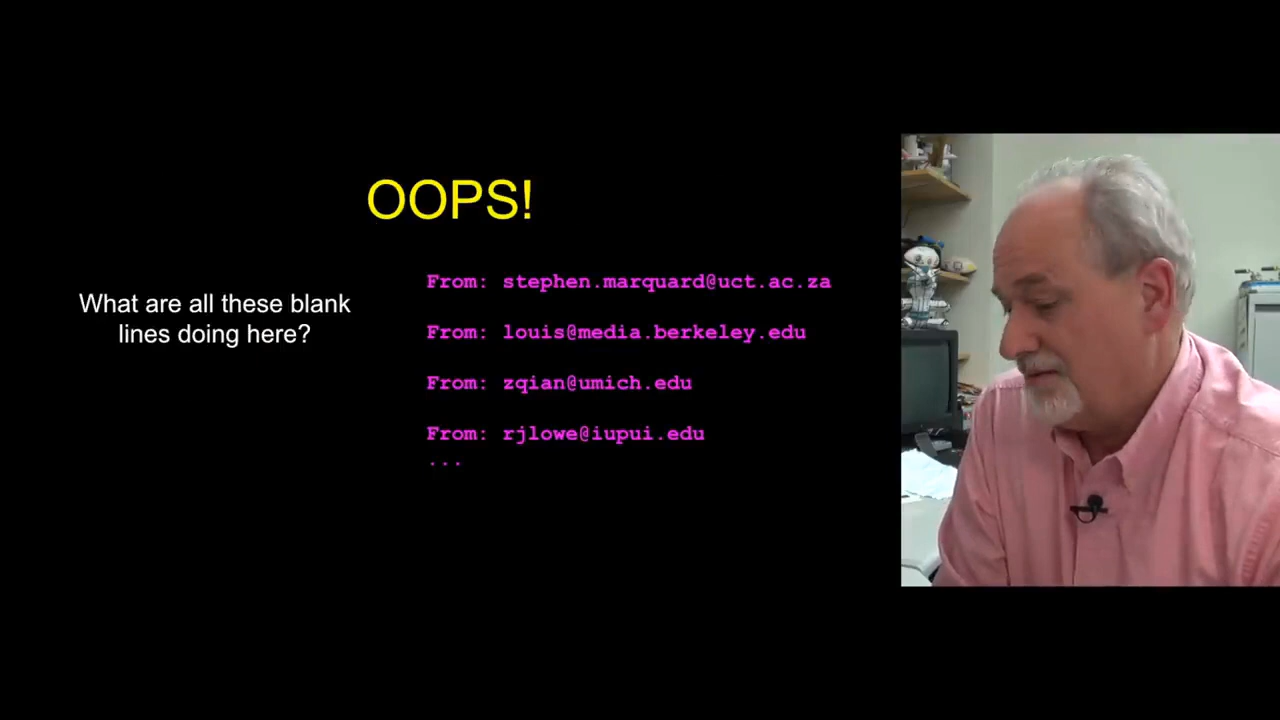 OOPS!
What are all these blank
lines doing here?
From: stephen.marquard@uct.ac.za
From: louis@media.berkeley.edu
From: zqian@umich.edu
From: rjlowe@iupui.edu
...